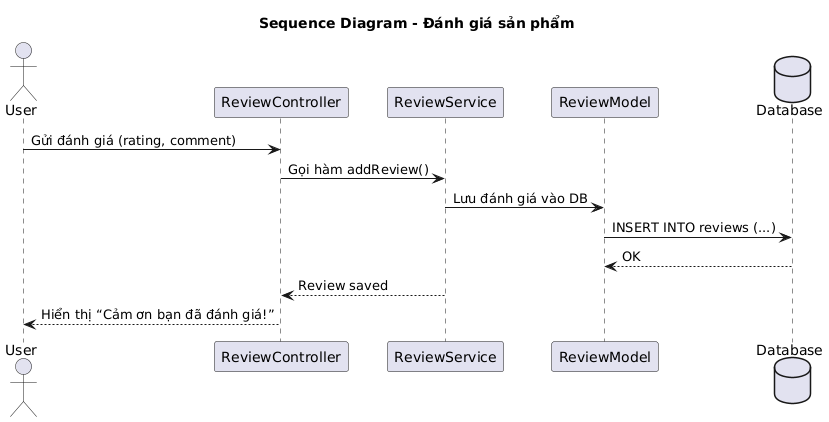 Sequence Diagram - Đánh giá sản phẩm
User
ReviewController
ReviewService
ReviewModel
Database
Gửi đánh giá (rating, comment)
Gọi hàm addReview()
Lưu đánh giá vào DB
INSERT INTO reviews (...)
OK
Review saved
Hiển thị “Cảm ơn bạn đã đánh giá!”
User
ReviewController
ReviewService
ReviewModel
Database